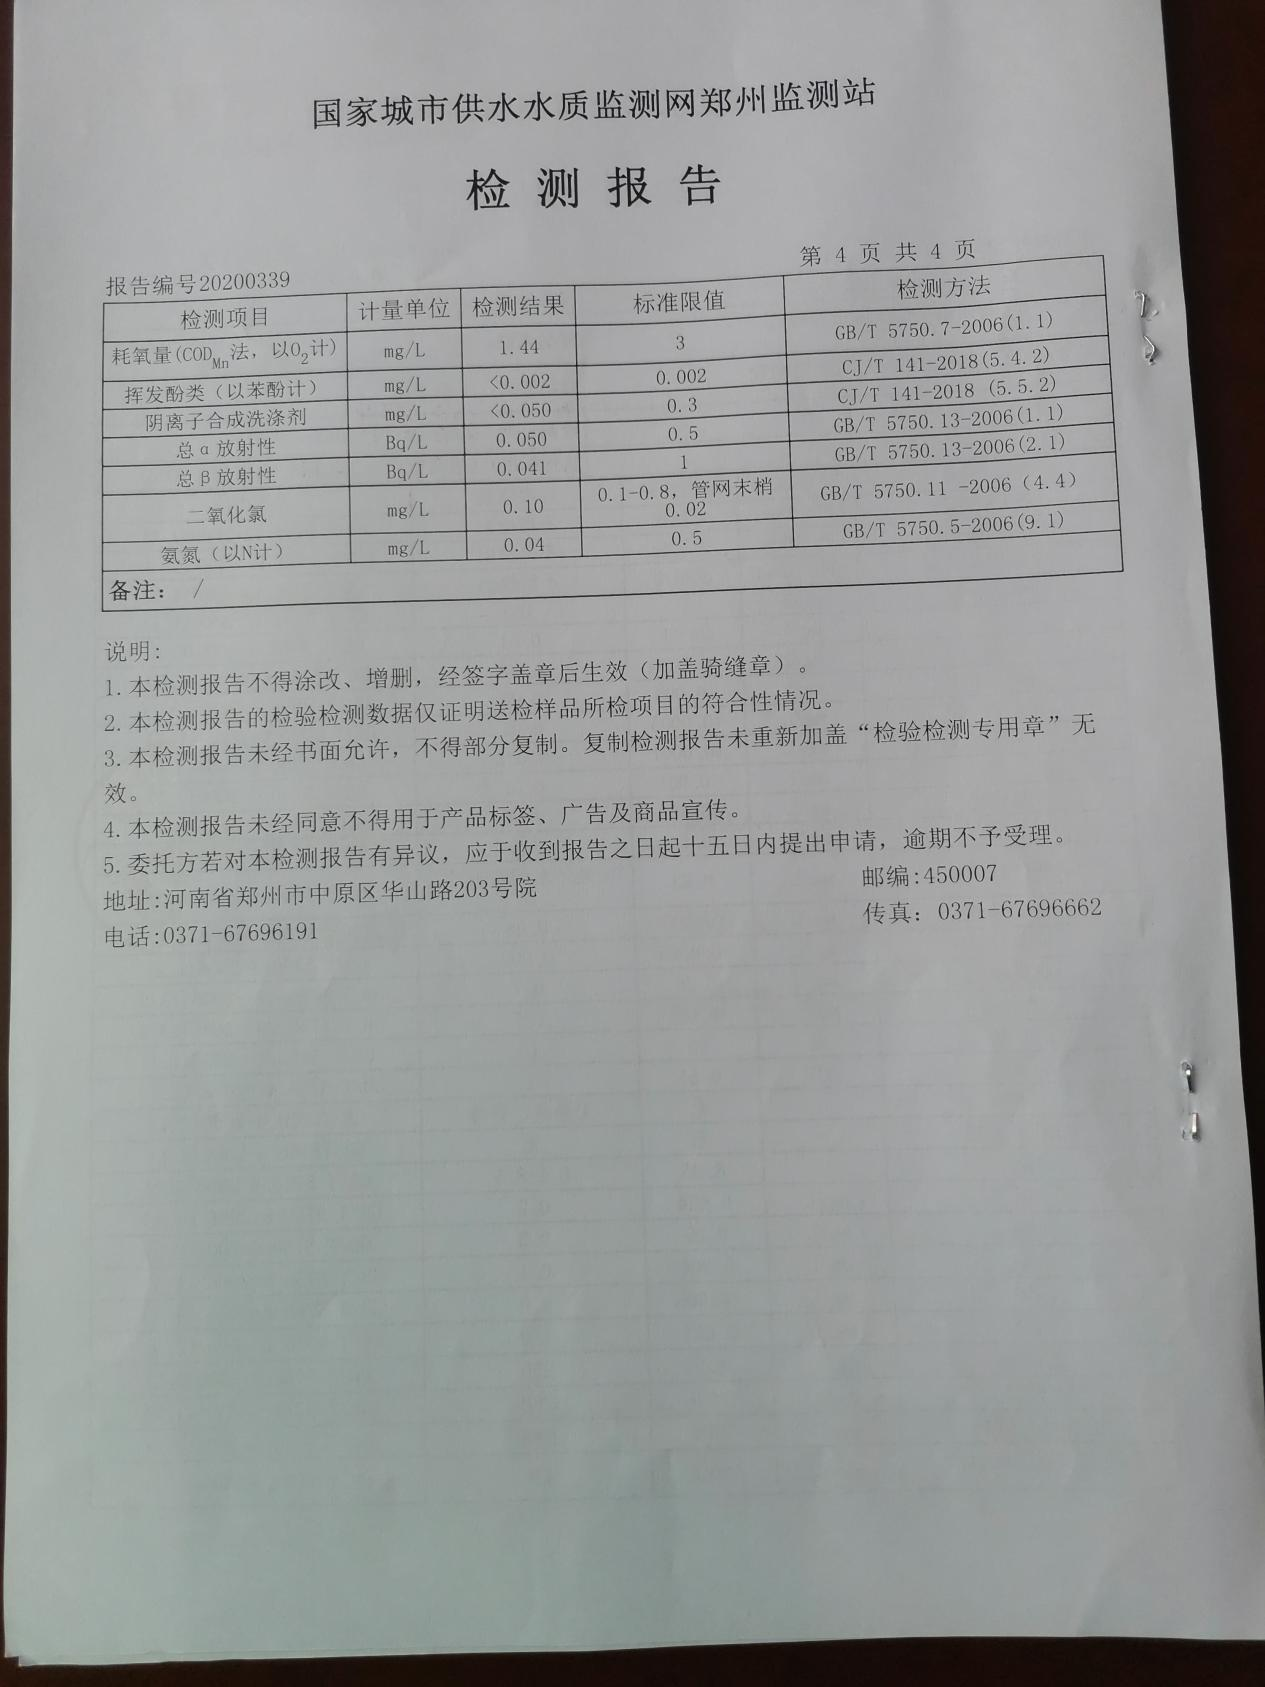 国家城市供水水质监测网郑州监测站
检 测 报 告
第 4 页 共 4 页
报告编号20200339
检测项目 计量单位 检测结果 标准限值 检测方法
耗氧量(CODMn法，以O2计) mg/L 1.44 3 GB/T 5750.7-2006(1.1)
挥发酚类（以苯酚计） mg/L <0.002 0.002 CJ/T 141-2018(5.4.2)
阴离子合成洗涤剂 mg/L <0.050 0.3 CJ/T 141-2018 (5.5.2)
总α放射性 Bq/L 0.050 0.5 GB/T 5750.13-2006(1.1)
总β放射性 Bq/L 0.041 1 GB/T 5750.13-2006(2.1)
二氧化氯 mg/L 0.10 0.1-0.8，管网末梢 0.02 GB/T 5750.11 -2006（4.4）
氨氮（以N计） mg/L 0.04 0.5 GB/T 5750.5-2006(9.1)
备注： /
说明:
1.本检测报告不得涂改、增删，经签字盖章后生效（加盖骑缝章）。
2.本检测报告的检验检测数据仅证明送检样品所检项目的符合性情况。
3.本检测报告未经书面允许，不得部分复制。复制检测报告未重新加盖“检验检测专用章”无
效。
4.本检测报告未经同意不得用于产品标签、广告及商品宣传。
5.委托方若对本检测报告有异议，应于收到报告之日起十五日内提出申请，逾期不予受理。
地址:河南省郑州市中原区华山路203号院 邮编:450007
电话:0371-67696191 传真：0371-67696662